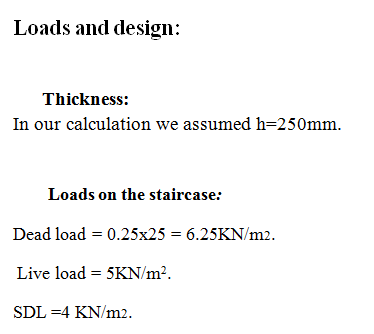 Loads and design:
Thickness:
In our calculation we assumed h=250mm.
Loads on the staircase:
Dead load = 0.25x25 = 6.25KN/m2.
Live load = 5KN/m².
SDL =4 KN/m2.